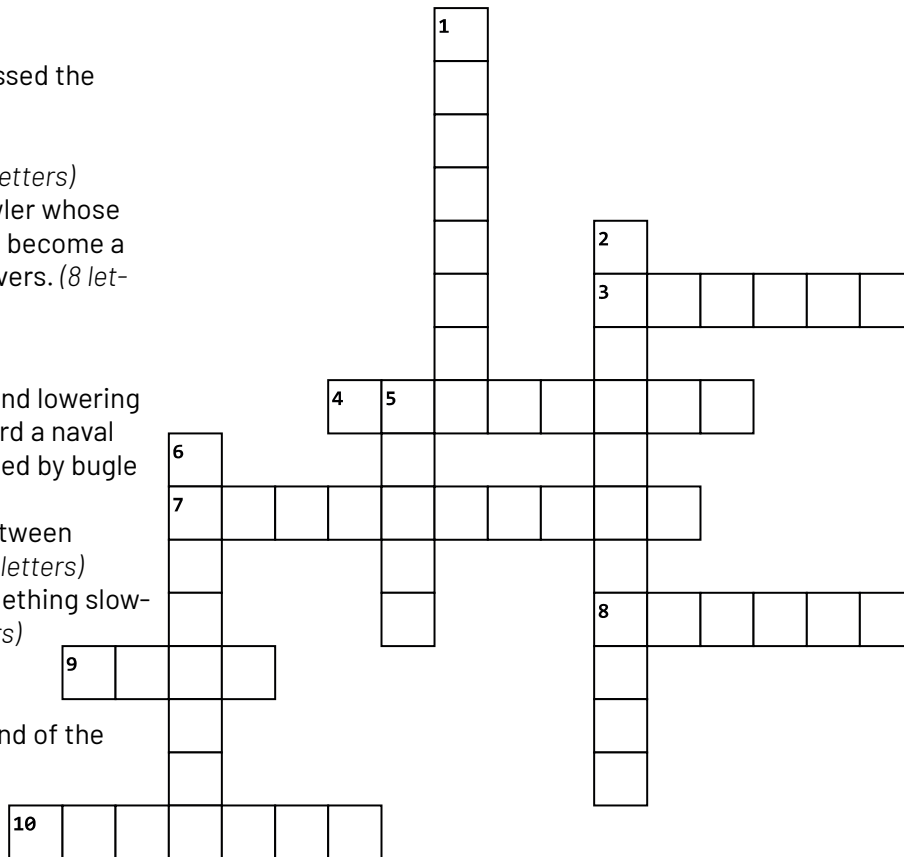 ssed the
etters)
ler whose
become a
vers. (8 let-
nd lowering
rd a naval
ed by bugle
tween
letters)
ething slow-
s)
nd of the
1
2
3
4 5
6
7
8
9
10